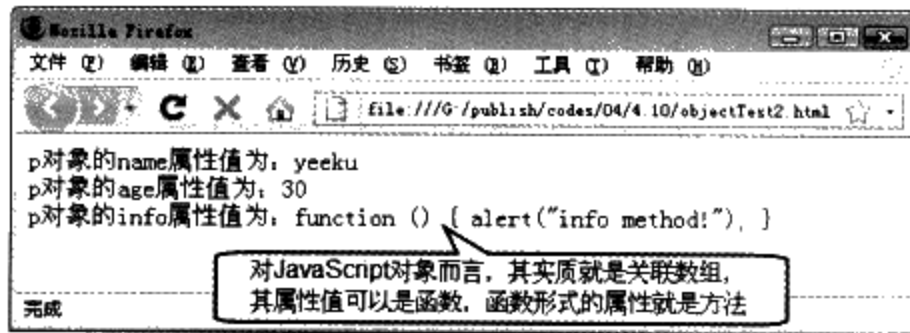 Mozilla Firefox
文件 (F) 编辑 (E) 查看 (V) 历史 (S) 书签 (B) 工具 (T) 帮助 (H)
file:///G:/publish/codes/04/4.10/objectTest2.html
p对象的name属性值为：yeeku
p对象的age属性值为：30
p对象的info属性值为：function () { alert("info method!"); }
对JavaScript对象而言，其实质就是关联数组，
其属性值可以是函数，函数形式的属性就是方法
完成